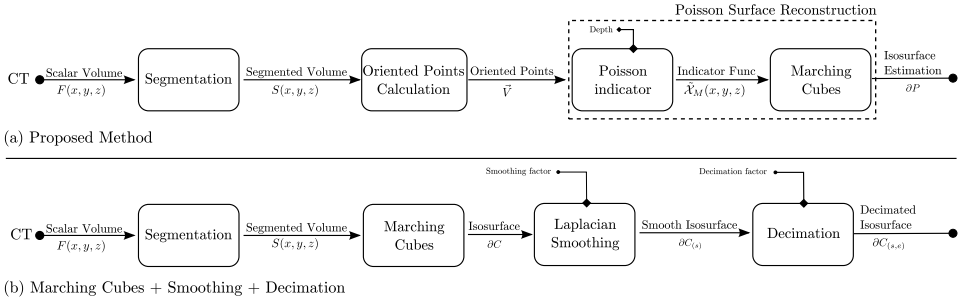 Poisson Surface Reconstruction
Depth
CT
Scalar Volume
F(x, y, z)
Segmentation
Segmented Volume
S(x, y, z)
Oriented Points
Calculation
Oriented Points
V⃗
Poisson
indicator
Indicator Func
χ̃_M(x, y, z)
Marching
Cubes
Isosurface
Estimation
∂P
(a) Proposed Method
Smoothing factor
Decimation factor
CT
Scalar Volume
F(x, y, z)
Segmentation
Segmented Volume
S(x, y, z)
Marching
Cubes
Isosurface
∂C
Laplacian
Smoothing
Smooth Isosurface
∂C_(s)
Decimation
Decimated
Isosurface
∂C_(s,e)
(b) Marching Cubes + Smoothing + Decimation